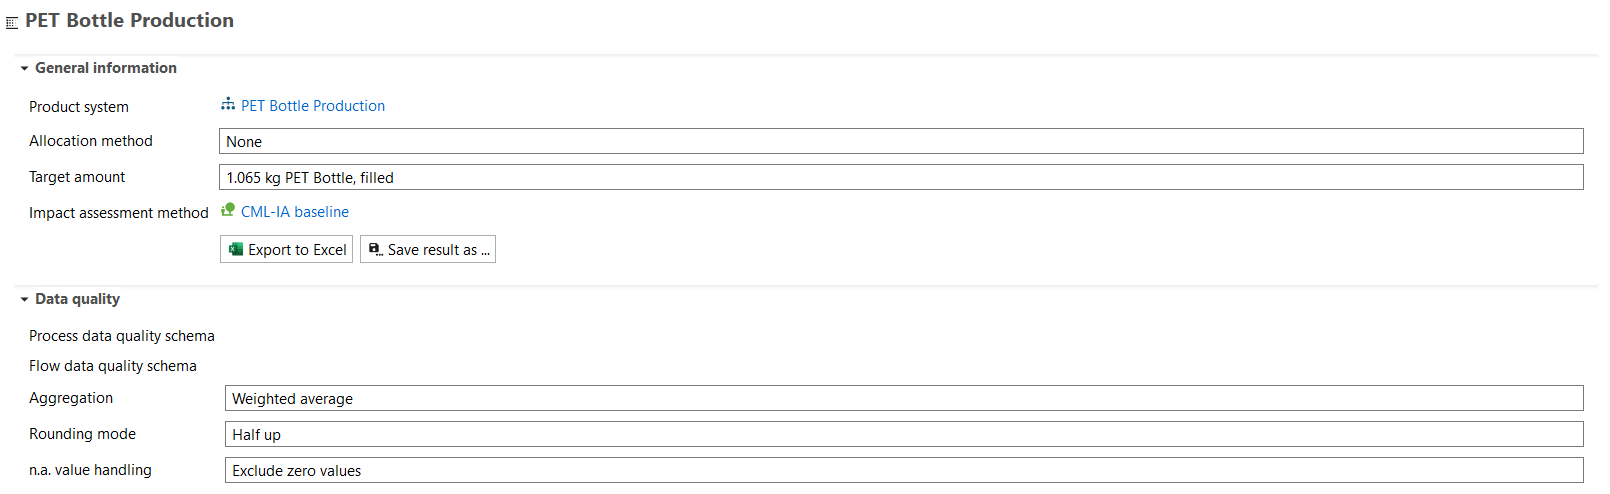 PET Bottle Production
General information
Product system PET Bottle Production
Allocation method None
Target amount 1.065 kg PET Bottle, filled
Impact assessment method CML-IA baseline
Export to Excel Save result as ...
Data quality
Process data quality schema
Flow data quality schema
Aggregation Weighted average
Rounding mode Half up
n.a. value handling Exclude zero values